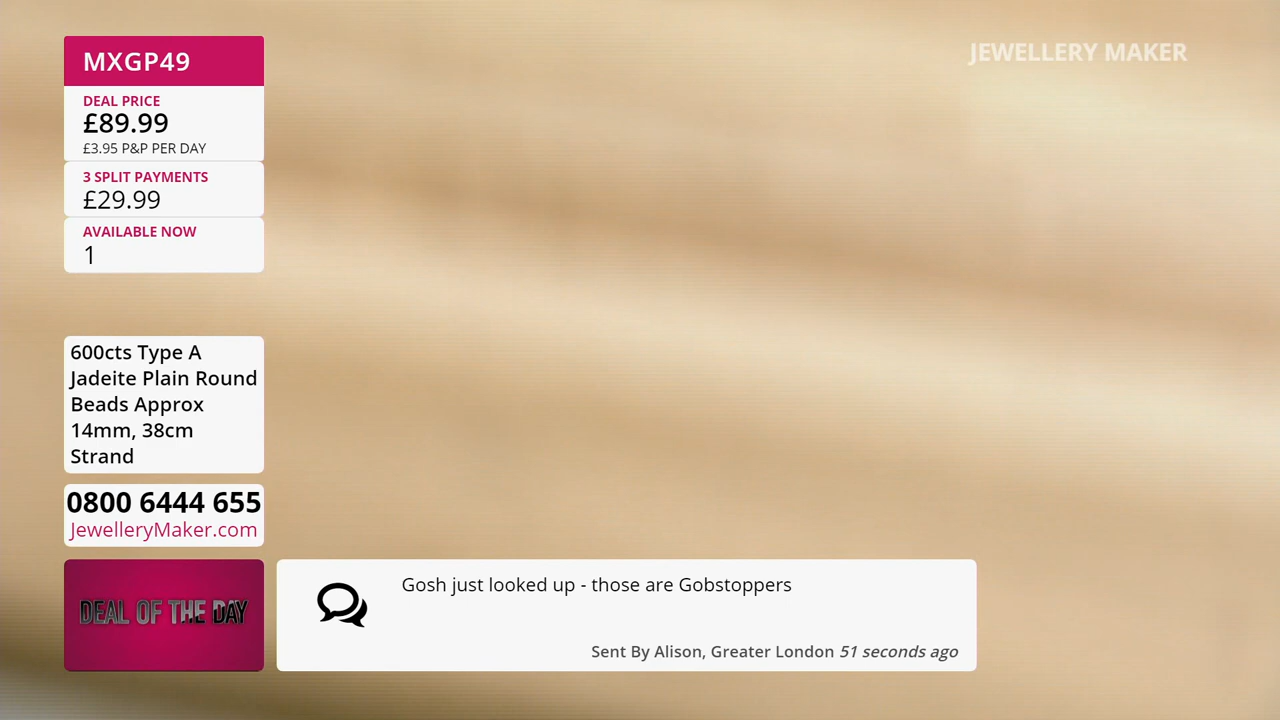 MXGP49
DEAL PRICE
£89.99
£3.95 P&P PER DAY
3 SPLIT PAYMENTS
£29.99
AVAILABLE NOW
1
600cts Type A
Jadeite Plain Round
Beads Approx
14mm, 38cm
Strand
0800 6444 655
JewelleryMaker.com
DEAL OF THE DAY
JEWELLERY MAKER
Gosh just looked up - those are Gobstoppers
Sent By Alison, Greater London 51 seconds ago